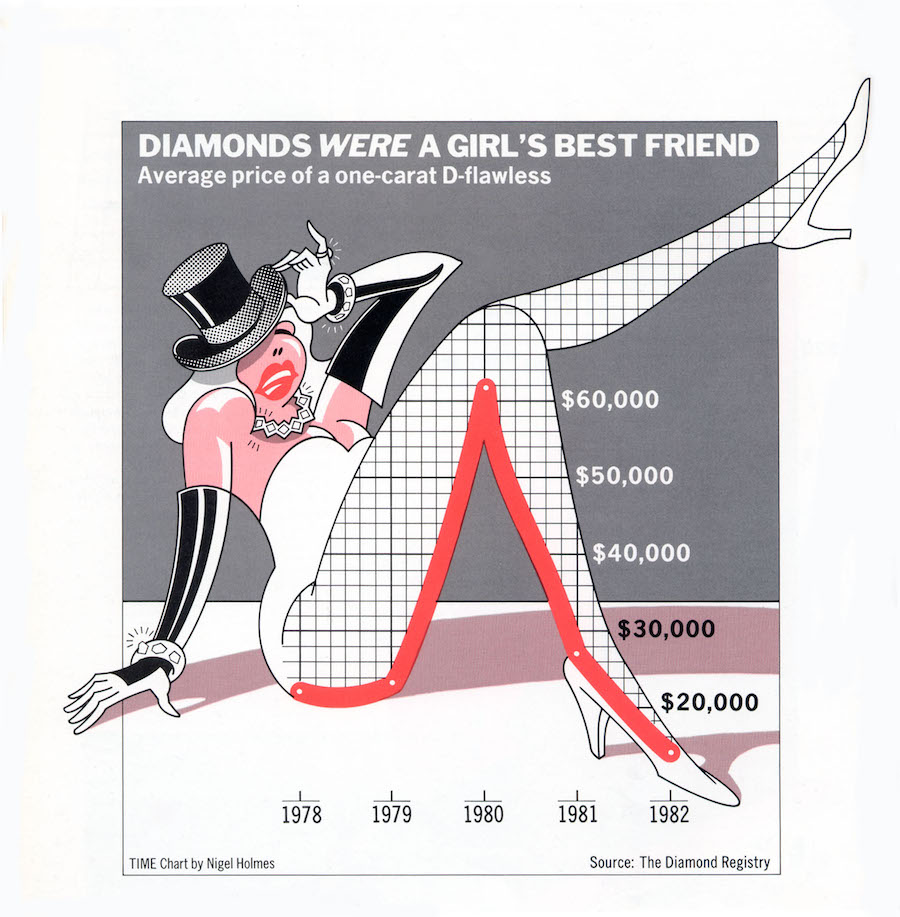 DIAMONDS WERE A GIRL'S BEST FRIEND
Average price of a one-carat D-flawless
$60,000
$50,000
$40,000
$30,000
$20,000
1978 1979 1980 1981 1982
TIME Chart by Nigel Holmes
Source: The Diamond Registry